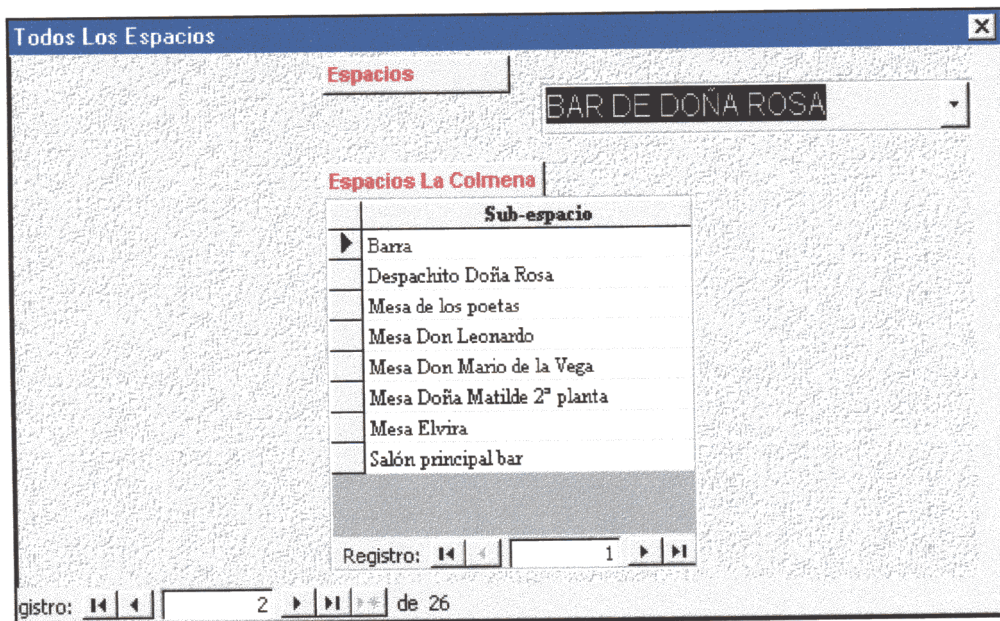 Todos Los Espacios
Espacios
BAR DE DOÑA ROSA
Espacios La Colmena
Sub-espacio
Barra
Despachito Doña Rosa
Mesa de los poetas
Mesa Don Leonardo
Mesa Don Mario de la Vega
Mesa Doña Matilde 2ª planta
Mesa Elvira
Salón principal bar
Registro: 1
gistro: 2 de 26